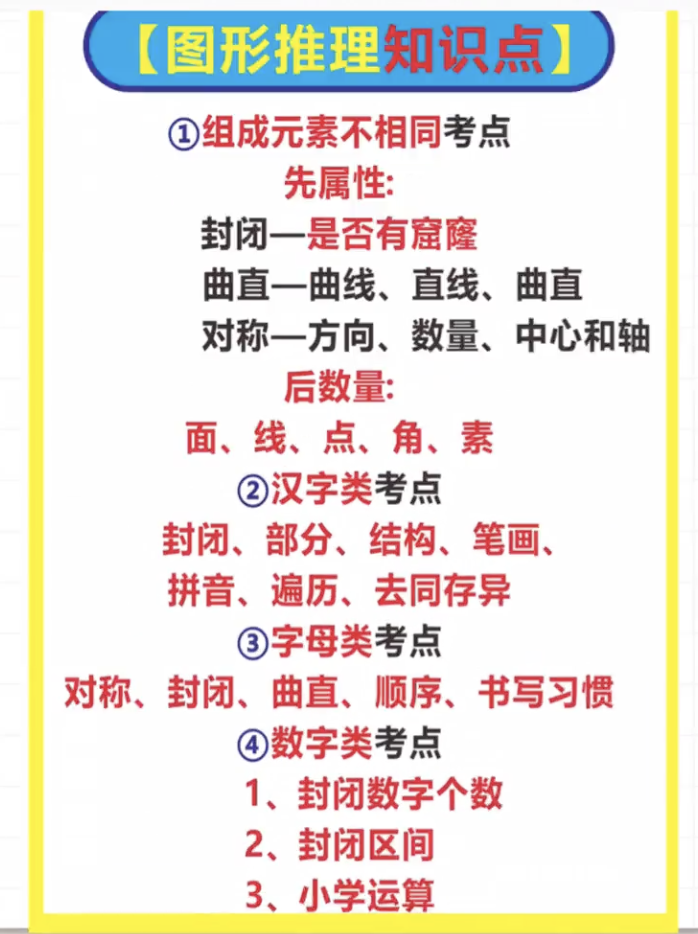 【图形推理知识点】
①组成元素不相同考点
先属性:
封闭—是否有窟窿
曲直—曲线、直线、曲直
对称—方向、数量、中心和轴
后数量:
面、线、点、角、素
②汉字类考点
封闭、部分、结构、笔画、
拼音、遍历、去同存异
③字母类考点
对称、封闭、曲直、顺序、书写习惯
④数字类考点
1、封闭数字个数
2、封闭区间
3、小学运算